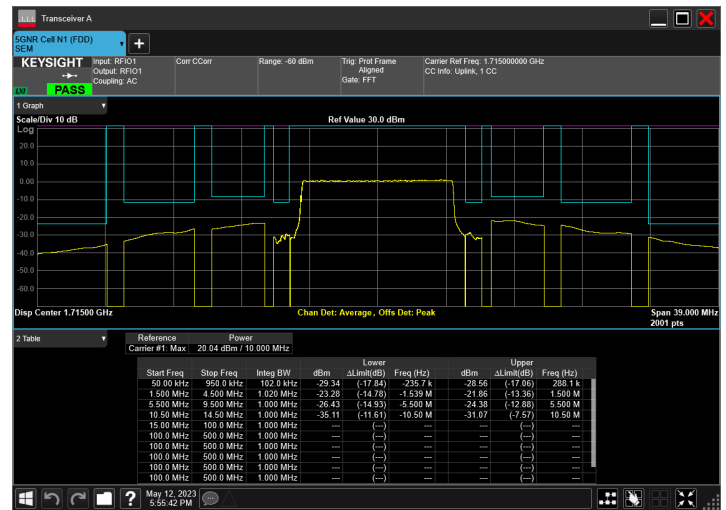 Transceiver A
5GNR Cell N1 (FDD)
SEM
KEYSIGHT
LXI
PASS
Input: RFIO1
Output: RFIO1
Coupling: AC
Corr CCorr
Range: -60 dBm
Trig: Prot Frame
Aligned
Gate: FFT
Carrier Ref Freq: 1.715000000 GHz
CC Info: Uplink, 1 CC
1 Graph
Scale/Div 10 dB
Ref Value 30.0 dBm
Log
20.0
10.0
0.00
-10.0
-20.0
-30.0
-40.0
-50.0
-60.0
Disp Center 1.71500 GHz
Chan Det: Average , Offs Det: Peak
Span 39.000 MHz
2001 pts
2 Table
Reference Power
Carrier #1: Max 20.04 dBm / 10.000 MHz
Lower Upper
Start Freq Stop Freq Integ BW dBm ΔLimit(dB) Freq (Hz) dBm ΔLimit(dB) Freq (Hz)
50.00 kHz 950.0 kHz 102.0 kHz -29.34 (-17.84) -235.7 k -28.56 (-17.06) 288.1 k
1.500 MHz 4.500 MHz 1.020 MHz -23.28 (-14.78) -1.539 M -21.86 (-13.36) 1.500 M
5.500 MHz 9.500 MHz 1.000 MHz -26.43 (-14.93) -5.500 M -24.38 (-12.88) 5.500 M
10.50 MHz 14.50 MHz 1.000 MHz -35.11 (-11.61) -10.50 M -31.07 (-7.57) 10.50 M
15.00 MHz 100.0 MHz 1.000 MHz --- (---) --- --- (---) ---
100.0 MHz 500.0 MHz 1.000 MHz --- (---) --- --- (---) ---
100.0 MHz 500.0 MHz 1.000 MHz --- (---) --- --- (---) ---
100.0 MHz 500.0 MHz 1.000 MHz --- (---) --- --- (---) ---
100.0 MHz 500.0 MHz 1.000 MHz --- (---) --- --- (---) ---
100.0 MHz 500.0 MHz 1.000 MHz --- (---) --- --- (---) ---
May 12, 2023
5:55:42 PM